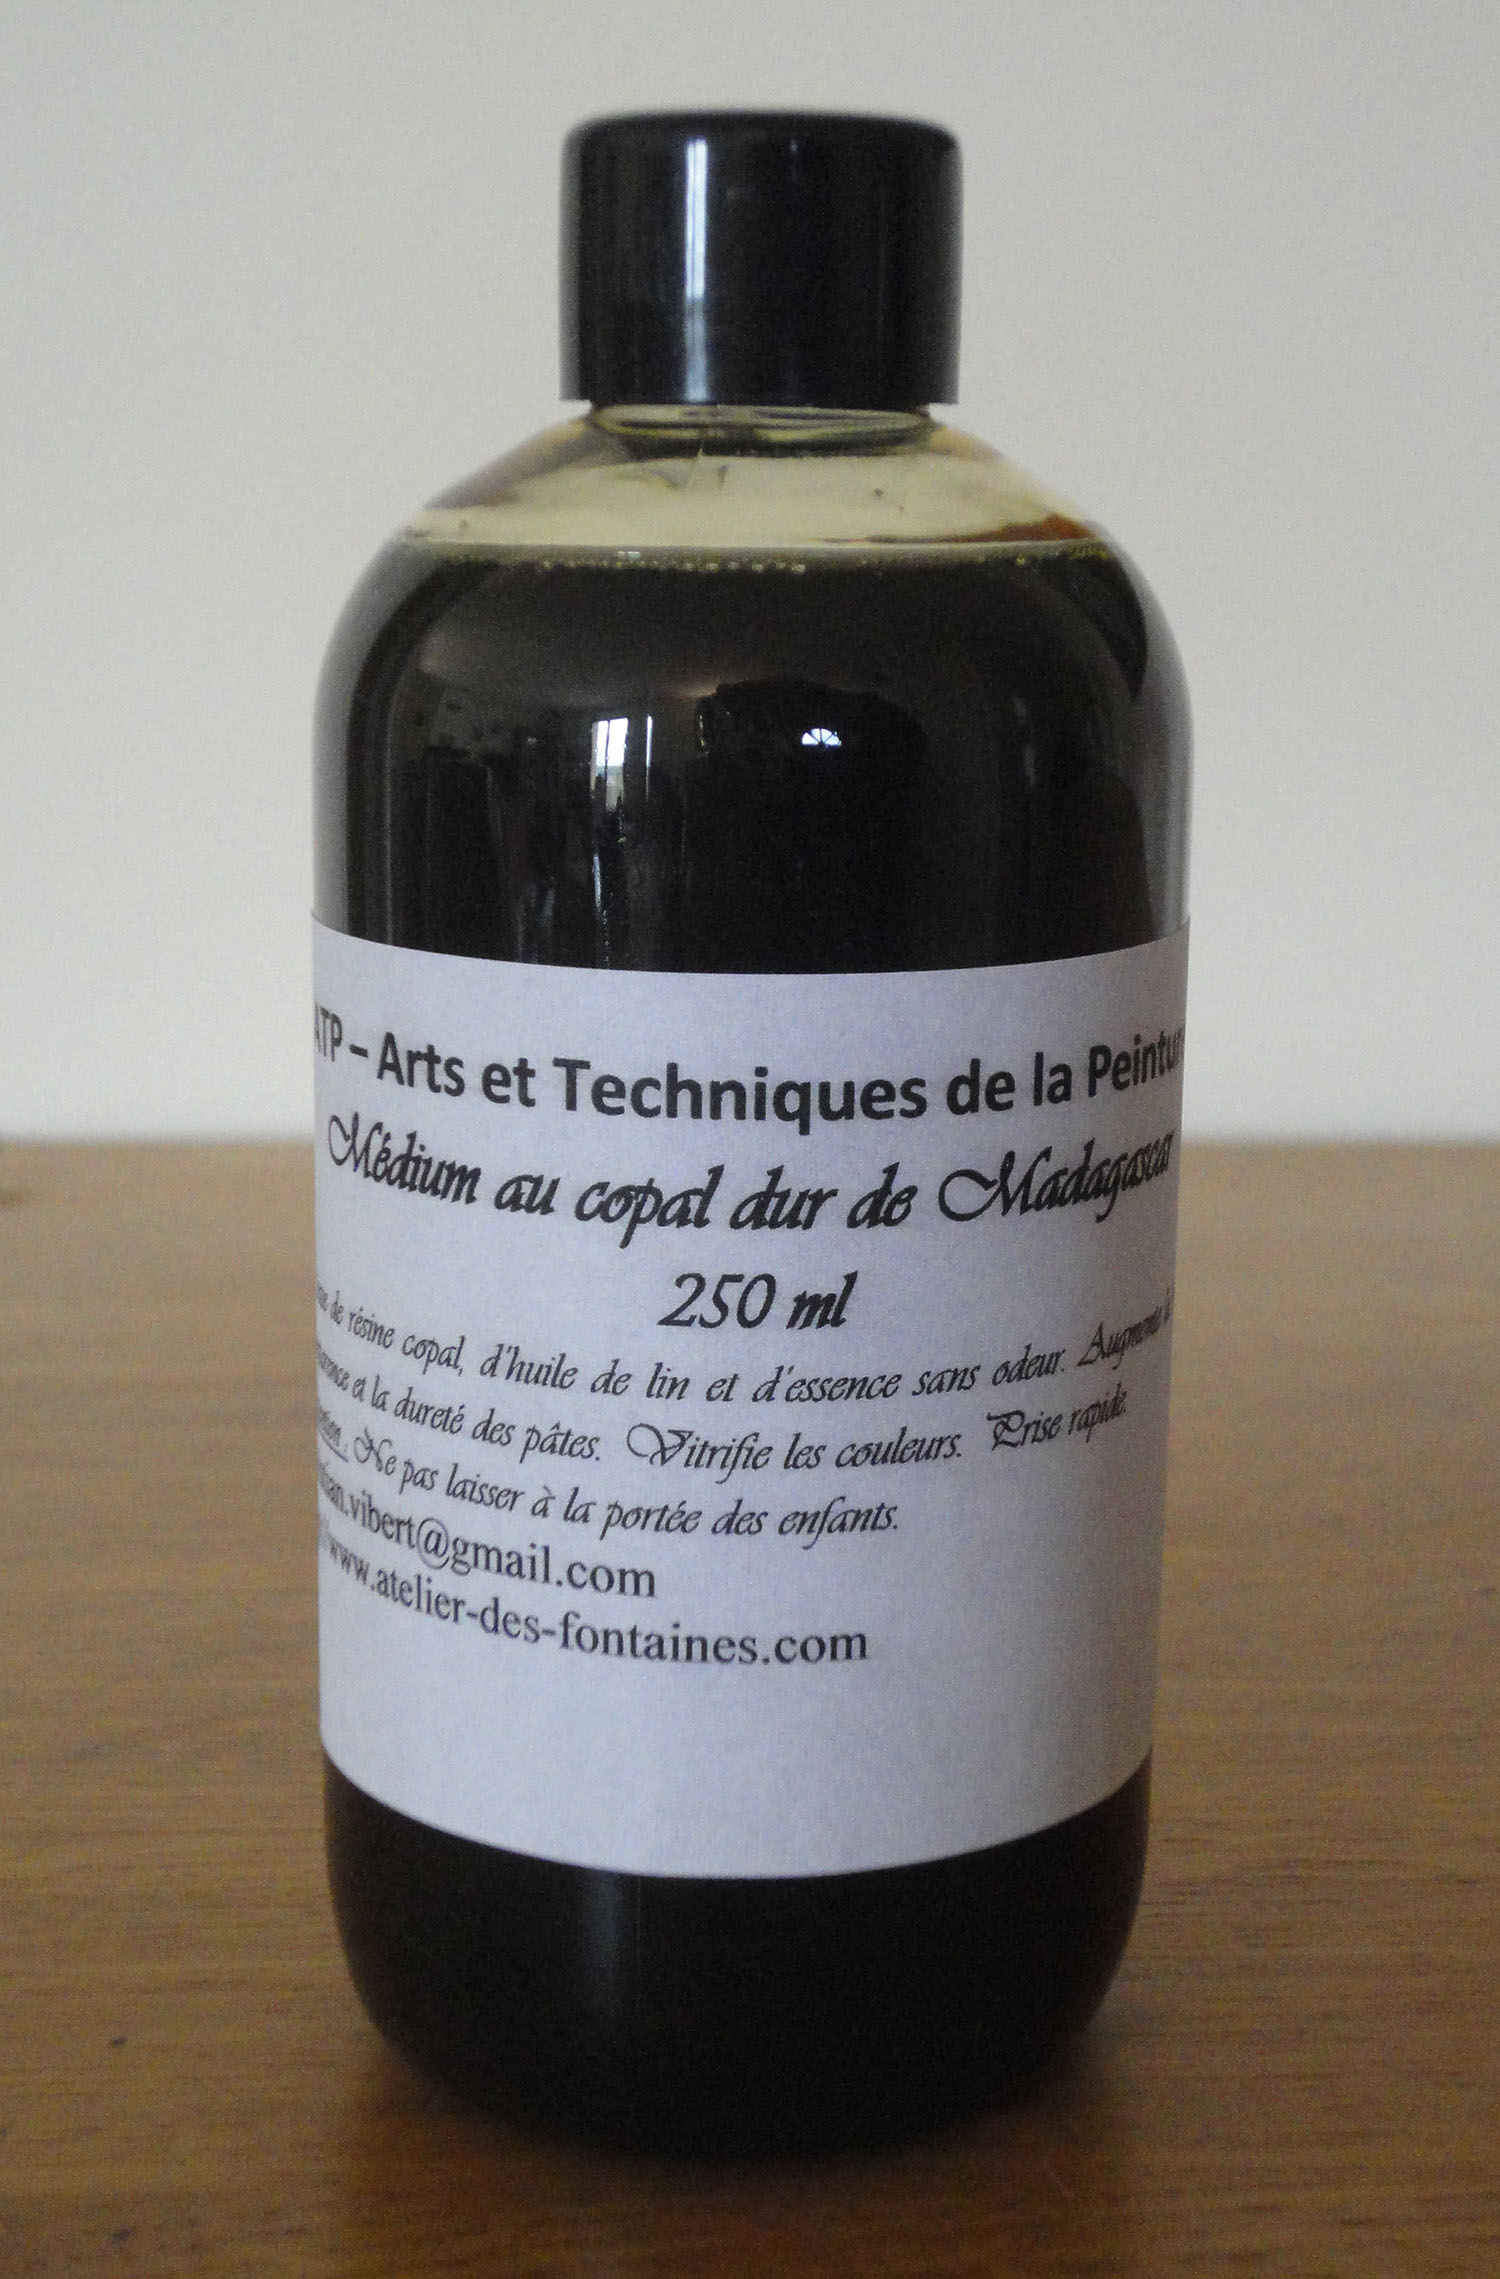 ATP – Arts et Techniques de la Peintur
Médium au copal dur de Madagascar
250 ml
de résine copal, d'huile de lin et d'essence sans odeur. Augmente
et la dureté des pâtes. Vitrifie les couleurs. Prise rapide.
Ne pas laisser à la portée des enfants.
.vibert@gmail.com
www.atelier-des-fontaines.com